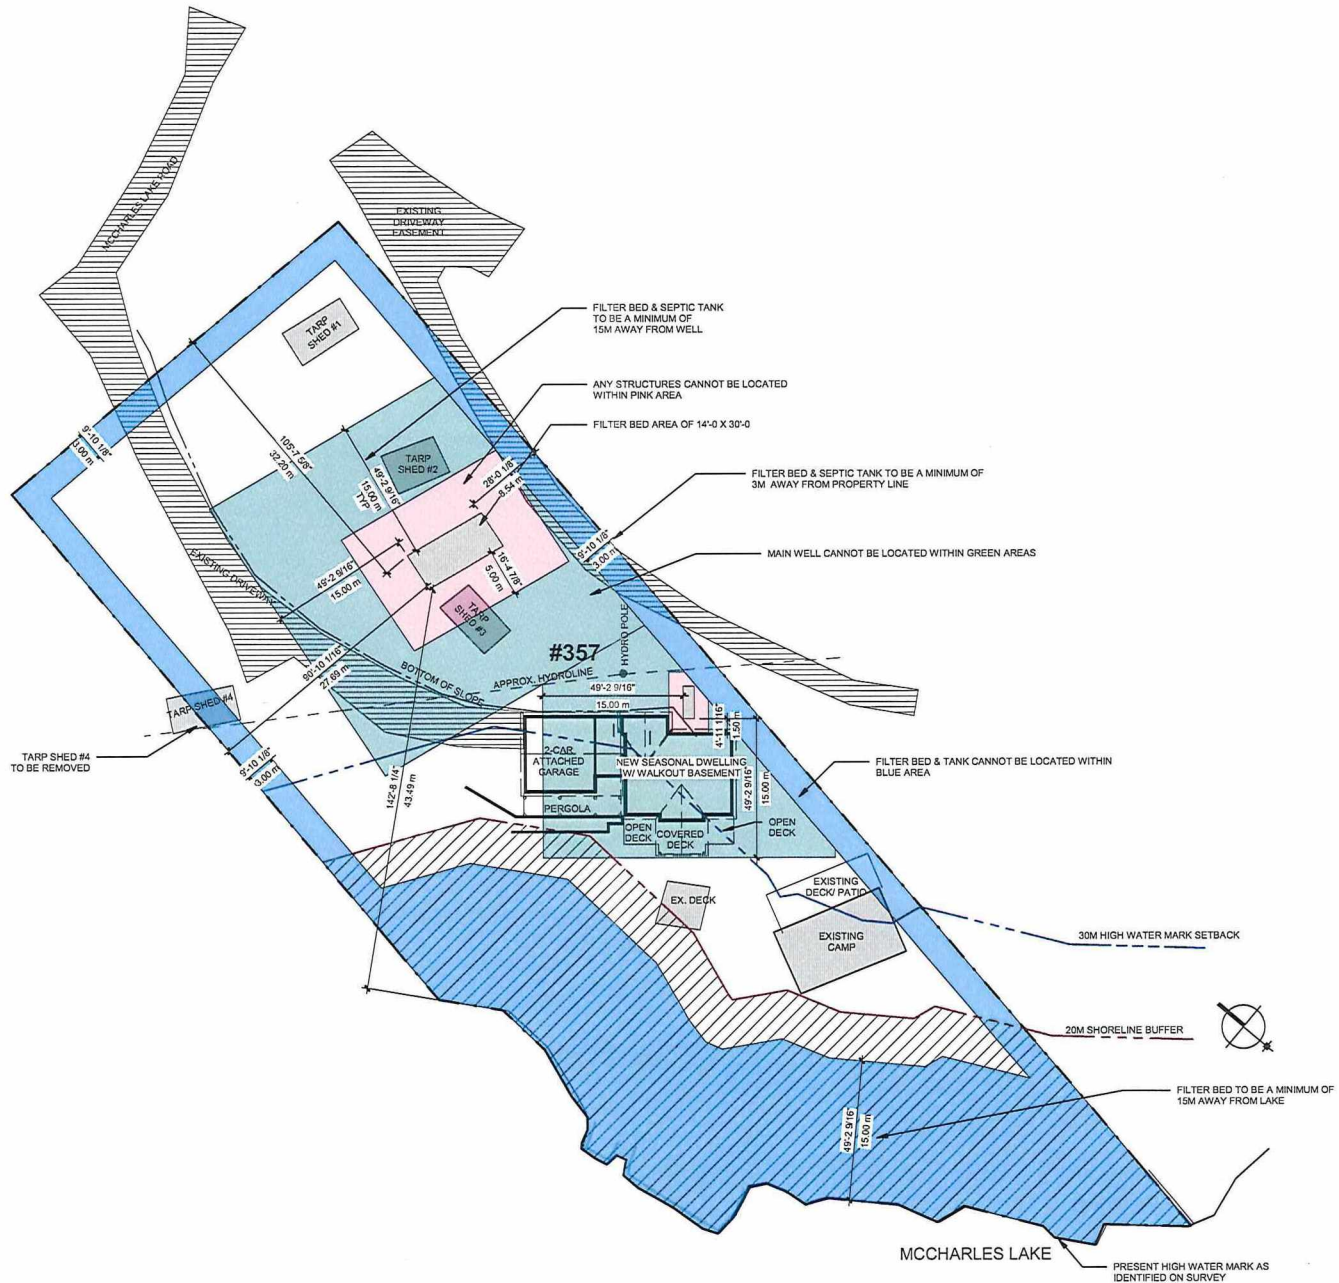 MCCHARLES LAKE ROAD
EXISTING
DRIVEWAY
EASEMENT
TARP
SHED #1
FILTER BED & SEPTIC TANK
TO BE A MINIMUM OF
15M AWAY FROM WELL
ANY STRUCTURES CANNOT BE LOCATED
WITHIN PINK AREA
FILTER BED AREA OF 14'-0 X 30'-0
9'-10 1/8"
3.00 m
105'-7 5/8"
32.20 m
TARP
SHED #2
49'-2 9/16"
15.00 m
TYP
28'-0 1/8"
8.54 m
FILTER BED & SEPTIC TANK TO BE A MINIMUM OF
3M AWAY FROM PROPERTY LINE
9'-10 1/8"
3.00 m
MAIN WELL CANNOT BE LOCATED WITHIN GREEN AREAS
EXISTING DRIVEWAY
49'-2 9/16"
15.00 m
16'-4 7/8"
5.00 m
TARP
SHED #3
#357
HYDRO POLE
90'-10 1/16"
27.69 m
BOTTOM OF SLOPE
APPROX. HYDROLINE
49'-2 9/16"
15.00 m
TARP SHED #4
TARP SHED #4
TO BE REMOVED
9'-10 1/8"
3.00 m
142'-8 1/4"
43.49 m
2-CAR
ATTACHED
GARAGE
NEW SEASONAL DWELLING
W/ WALKOUT BASEMENT
4'-11 1/16"
1.50 m
49'-2 9/16"
15.00 m
FILTER BED & TANK CANNOT BE LOCATED WITHIN
BLUE AREA
PERGOLA
OPEN
DECK
COVERED
DECK
OPEN
DECK
EX. DECK
EXISTING
DECK/ PATIO
EXISTING
CAMP
30M HIGH WATER MARK SETBACK
20M SHORELINE BUFFER
FILTER BED TO BE A MINIMUM OF
15M AWAY FROM LAKE
49'-2 9/16"
15.00 m
MCCHARLES LAKE
PRESENT HIGH WATER MARK AS
IDENTIFIED ON SURVEY